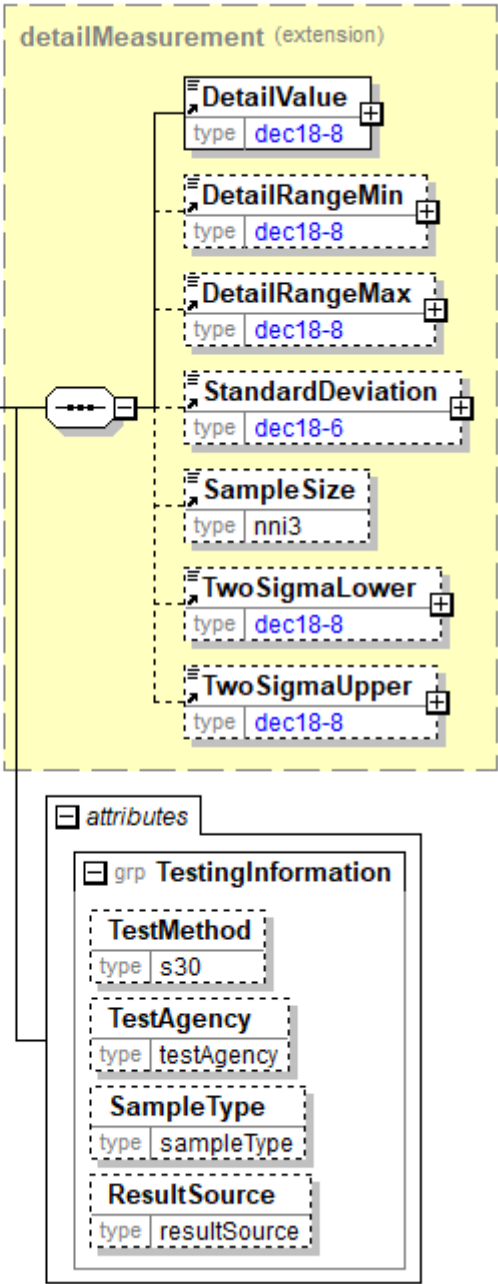 detailMeasurement (extension)
DetailValue
type dec18-8
DetailRangeMin
type dec18-8
DetailRangeMax
type dec18-8
StandardDeviation
type dec18-6
SampleSize
type nni3
TwoSigmaLower
type dec18-8
TwoSigmaUpper
type dec18-8
attributes
grp TestingInformation
TestMethod
type s30
TestAgency
type testAgency
SampleType
type sampleType
ResultSource
type resultSource